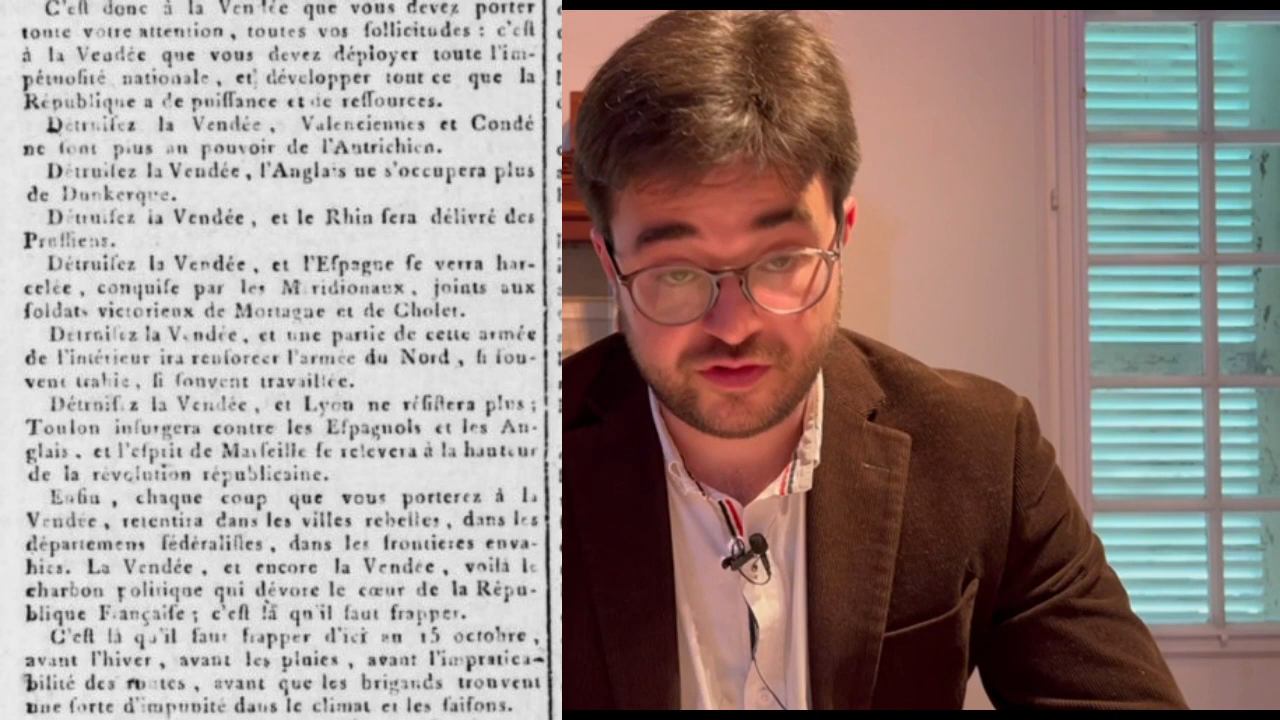 C'eſt donc à la Vendée que vous devez porter
toute votre attention, toutes vos ſollicitudes : c'eſt
à la Vendée que vous devez déployer toute l'im-
pétuoſité nationale, et développer tout ce que la
République a de puiſſance et de reſſources.
Détruiſez la Vendée, Valenciennes et Condé
ne ſont plus au pouvoir de l'Autrichien.
Détruiſez la Vendée, l'Anglais ne s'occupera plus
de Dunkerque.
Détruiſez la Vendée, et le Rhin ſera délivré des
Pruſſiens.
Détruiſez la Vendée, et l'Eſpagne ſe verra har-
celée, conquiſe par les Méridionaux, joints aux
ſoldats victorieux de Mortagne et de Cholet.
Détruiſez la Vendée, et une partie de cette armée
de l'intérieur ira renforcer l'armée du Nord, ſi ſou-
vent trahie, ſi ſouvent travaillée.
Détruiſez la Vendée, et Lyon ne réſiſtera plus ;
Toulon inſurgera contre les Eſpagnols et les An-
glais, et l'eſprit de Marſeille ſe relevera à la hauteur
de la révolution républicaine.
Enfin, chaque coup que vous porterez à la
Vendée, retentira dans les villes rebelles, dans les
départemens fédéraliſtes, dans les frontieres enva-
hies. La Vendée, et encore la Vendée, voilà le
charbon politique qui dévore le cœur de la Répu-
blique Françaiſe ; c'eſt là qu'il faut frapper.
C'eſt là qu'il faut frapper d'ici au 15 octobre,
avant l'hiver, avant les pluies, avant l'impratica-
bilité des routes, avant que les brigands trouvent
une ſorte d'impunité dans le climat et les ſaiſons.